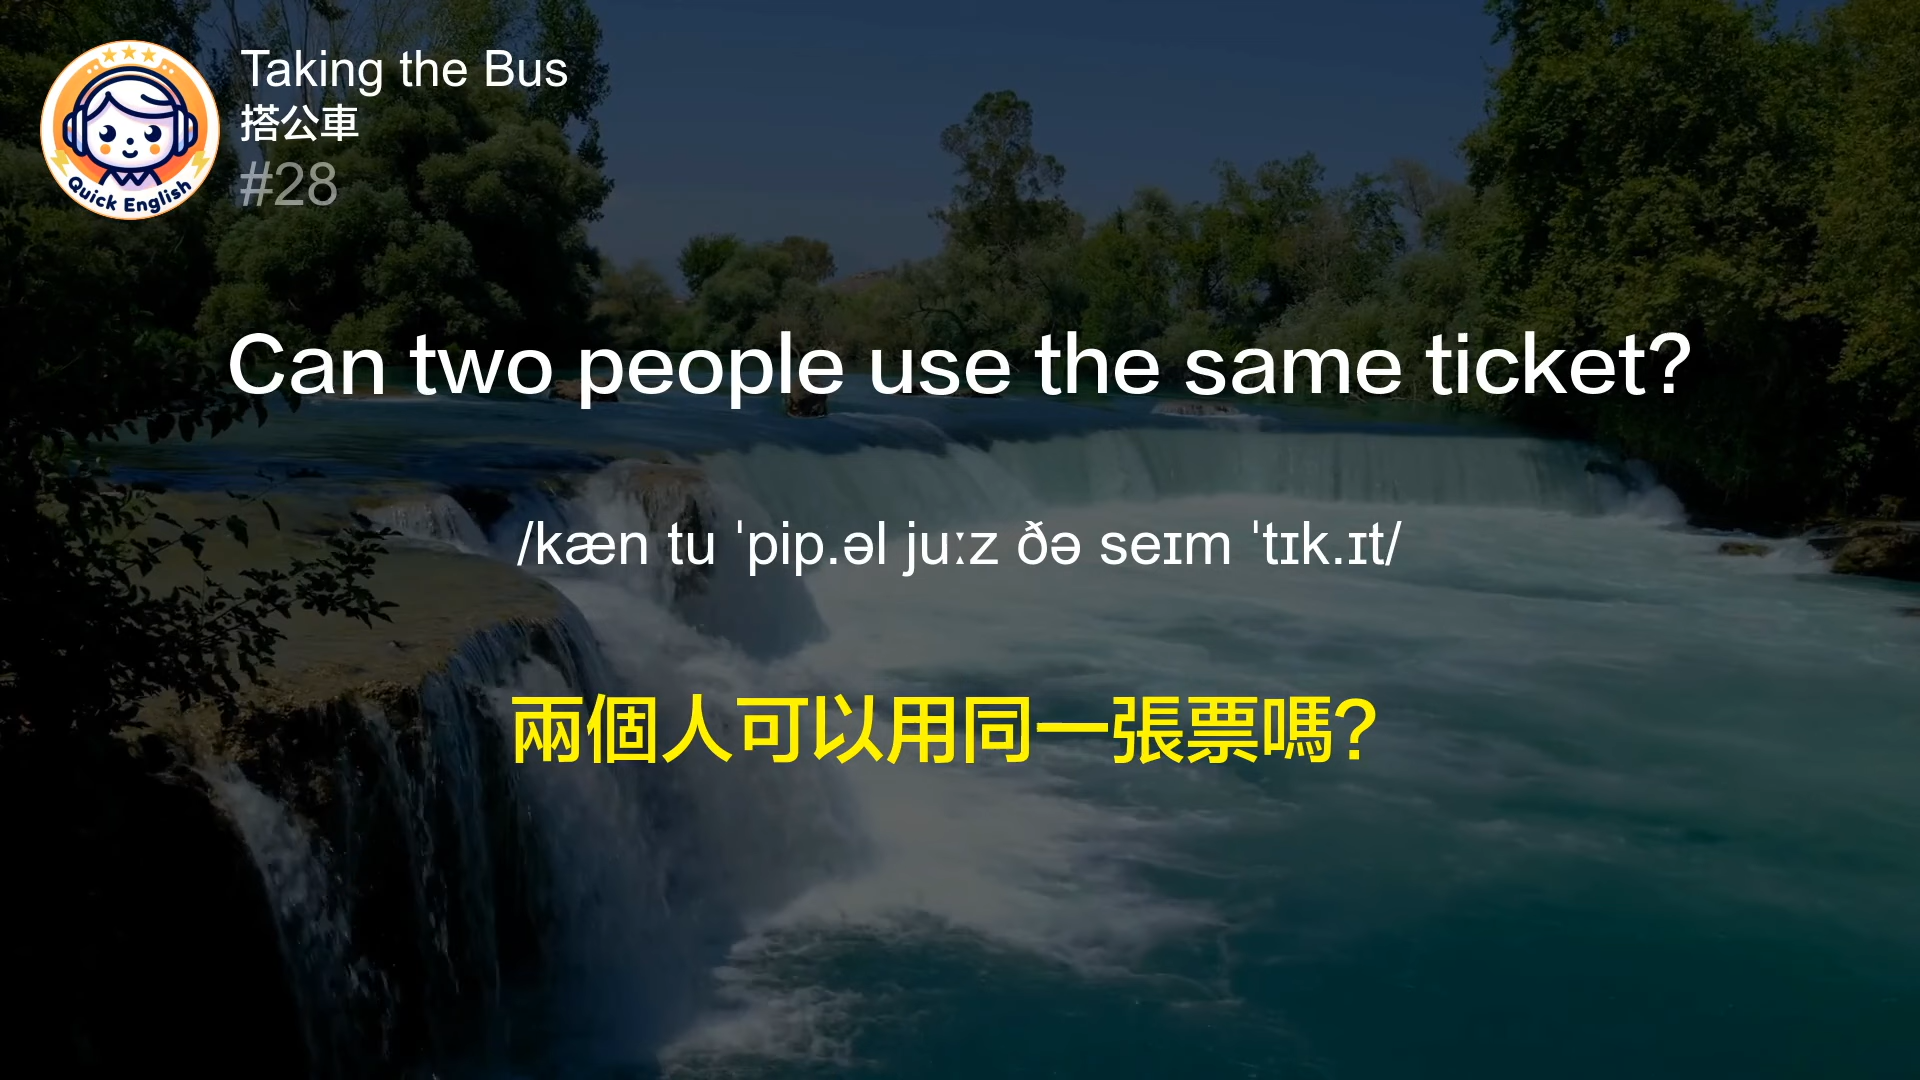 Taking the Bus
搭公車
#28
Quick English
Can two people use the same ticket?
/kæn tu ˈpip.əl juːz ðə seɪm ˈtɪk.ɪt/
兩個人可以用同一張票嗎?